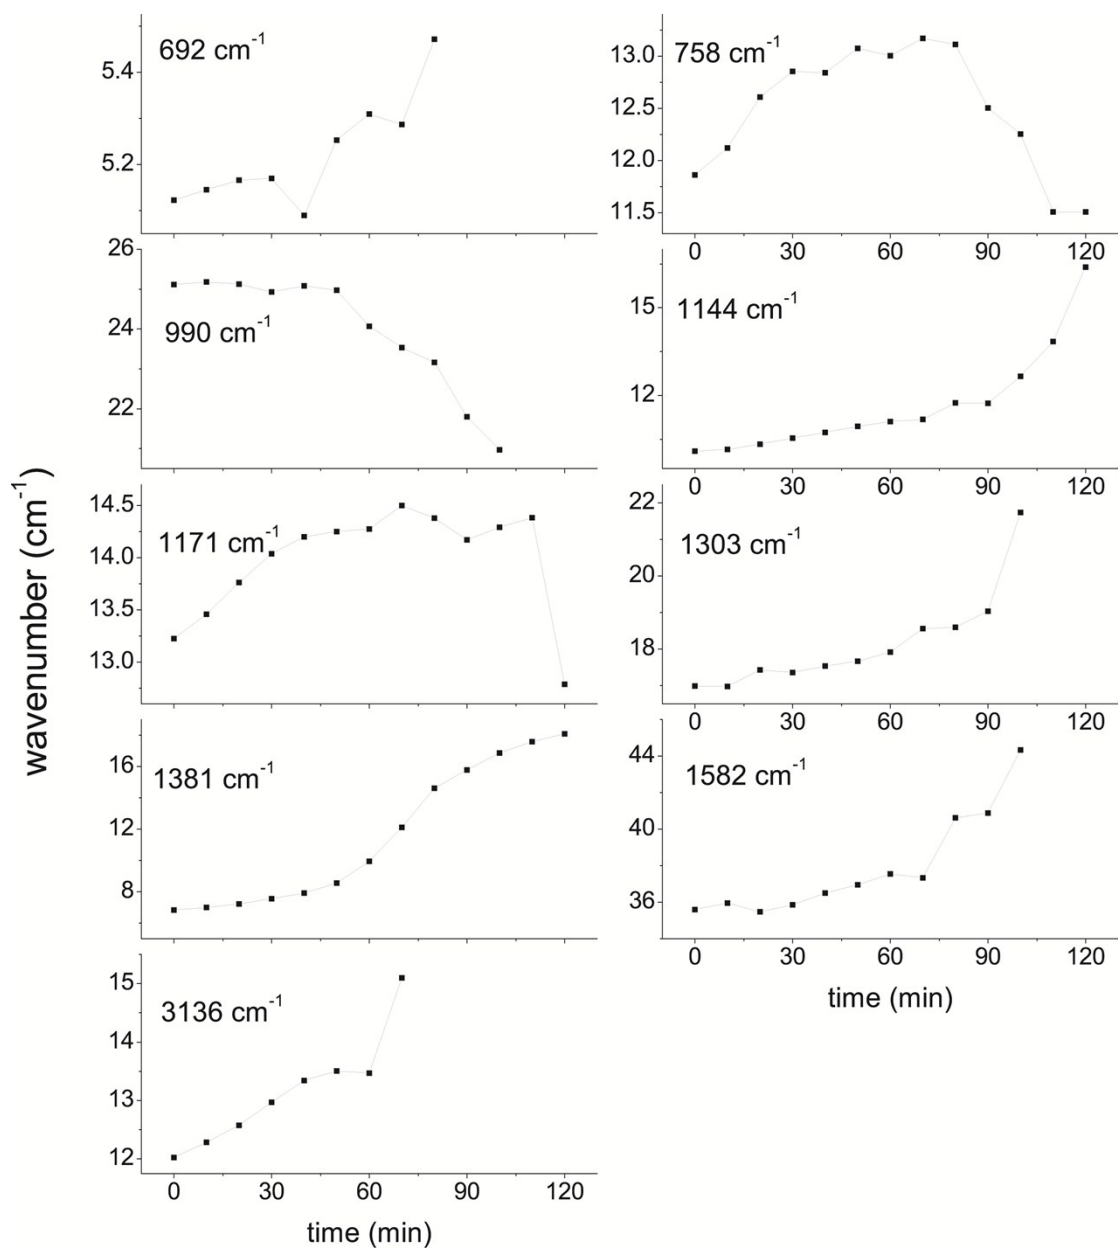 692 cm-1
5.4
5.2
758 cm-1
13.0
12.5
12.0
11.5
0 30 60 90 120
990 cm-1
26
24
22
1144 cm-1
15
12
0 30 60 90 120
1171 cm-1
14.5
14.0
13.5
13.0
1303 cm-1
22
20
18
0 30 60 90 120
1381 cm-1
16
12
8
1582 cm-1
44
40
36
0 30 60 90 120
time (min)
3136 cm-1
15
14
13
12
0 30 60 90 120
time (min)
wavenumber (cm-1)